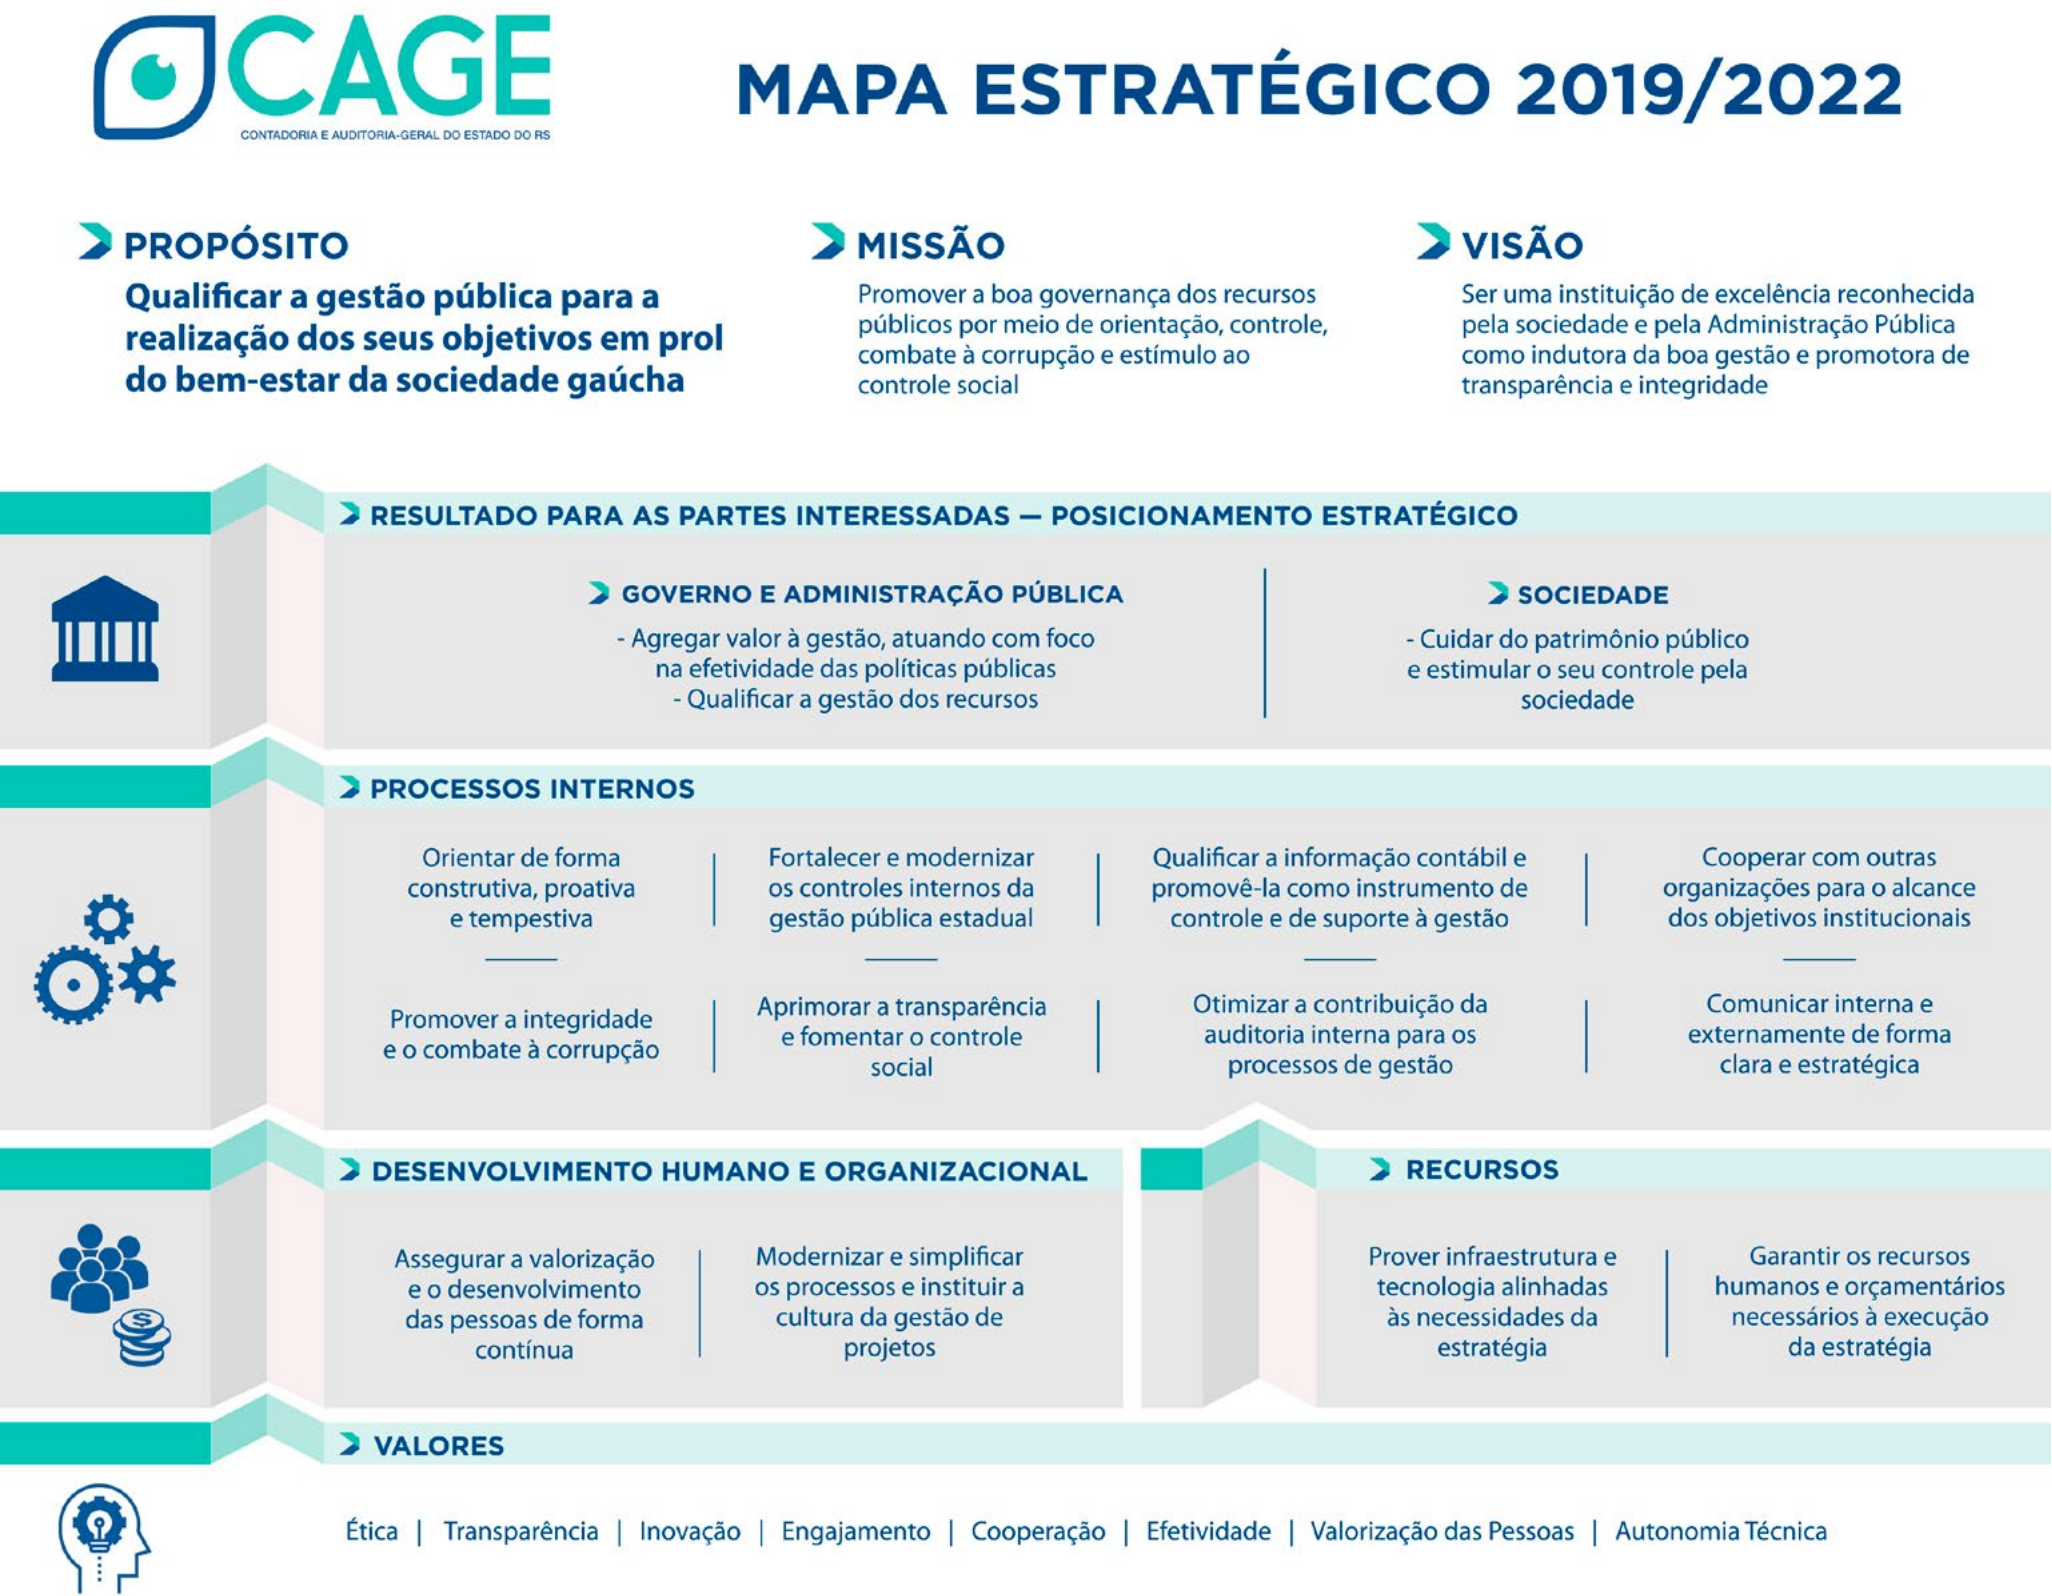 CAGE
CONTADORIA E AUDITORIA-GERAL DO ESTADO DO RS
MAPA ESTRATÉGICO 2019/2022
PROPÓSITO
Qualificar a gestão pública para a
realização dos seus objetivos em prol
do bem-estar da sociedade gaúcha
MISSÃO
Promover a boa governança dos recursos
públicos por meio de orientação, controle,
combate à corrupção e estímulo ao
controle social
VISÃO
Ser uma instituição de excelência reconhecida
pela sociedade e pela Administração Pública
como indutora da boa gestão e promotora de
transparência e integridade
RESULTADO PARA AS PARTES INTERESSADAS — POSICIONAMENTO ESTRATÉGICO
GOVERNO E ADMINISTRAÇÃO PÚBLICA
- Agregar valor à gestão, atuando com foco
na efetividade das políticas públicas
- Qualificar a gestão dos recursos
SOCIEDADE
- Cuidar do patrimônio público
e estimular o seu controle pela
sociedade
PROCESSOS INTERNOS
Orientar de forma
construtiva, proativa
e tempestiva
Fortalecer e modernizar
os controles internos da
gestão pública estadual
Qualificar a informação contábil e
promovê-la como instrumento de
controle e de suporte à gestão
Cooperar com outras
organizações para o alcance
dos objetivos institucionais
Promover a integridade
e o combate à corrupção
Aprimorar a transparência
e fomentar o controle
social
Otimizar a contribuição da
auditoria interna para os
processos de gestão
Comunicar interna e
externamente de forma
clara e estratégica
DESENVOLVIMENTO HUMANO E ORGANIZACIONAL
Assegurar a valorização
e o desenvolvimento
das pessoas de forma
contínua
Modernizar e simplificar
os processos e instituir a
cultura da gestão de
projetos
RECURSOS
Prover infraestrutura e
tecnologia alinhadas
às necessidades da
estratégia
Garantir os recursos
humanos e orçamentários
necessários à execução
da estratégia
$
VALORES
Ética | Transparência | Inovação | Engajamento | Cooperação | Efetividade | Valorização das Pessoas | Autonomia Técnica